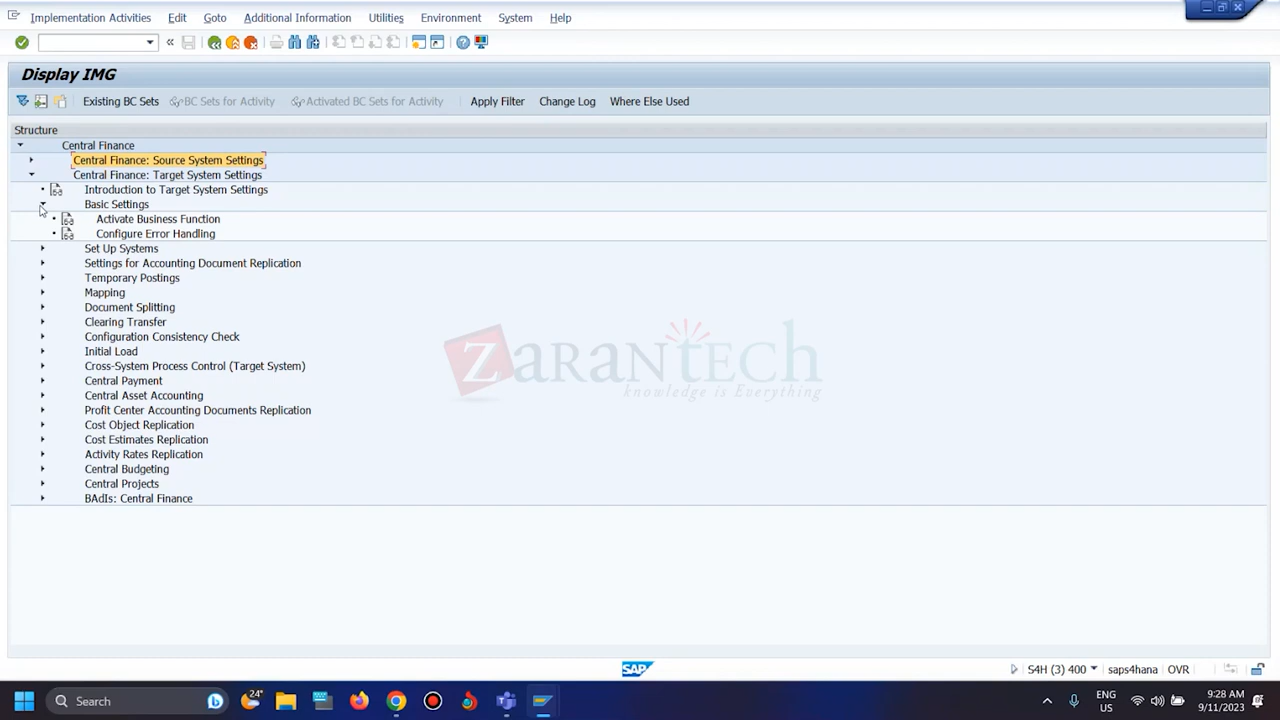 Implementation Activities Edit Goto Additional Information Utilities Environment System Help
Display IMG
Existing BC Sets BC Sets for Activity Activated BC Sets for Activity Apply Filter Change Log Where Else Used
Structure
Central Finance
Central Finance: Source System Settings
Central Finance: Target System Settings
Introduction to Target System Settings
Basic Settings
Activate Business Function
Configure Error Handling
Set Up Systems
Settings for Accounting Document Replication
Temporary Postings
Mapping
Document Splitting
Clearing Transfer
Configuration Consistency Check
Initial Load
Cross-System Process Control (Target System)
Central Payment
Central Asset Accounting
Profit Center Accounting Documents Replication
Cost Object Replication
Cost Estimates Replication
Activity Rates Replication
Central Budgeting
Central Projects
BAdIs: Central Finance
ZARANTECH
knowledge is Everything
SAP
S4H (3) 400 saps4hana OVR
Search
24°
ENG
US
9:28 AM
9/11/2023